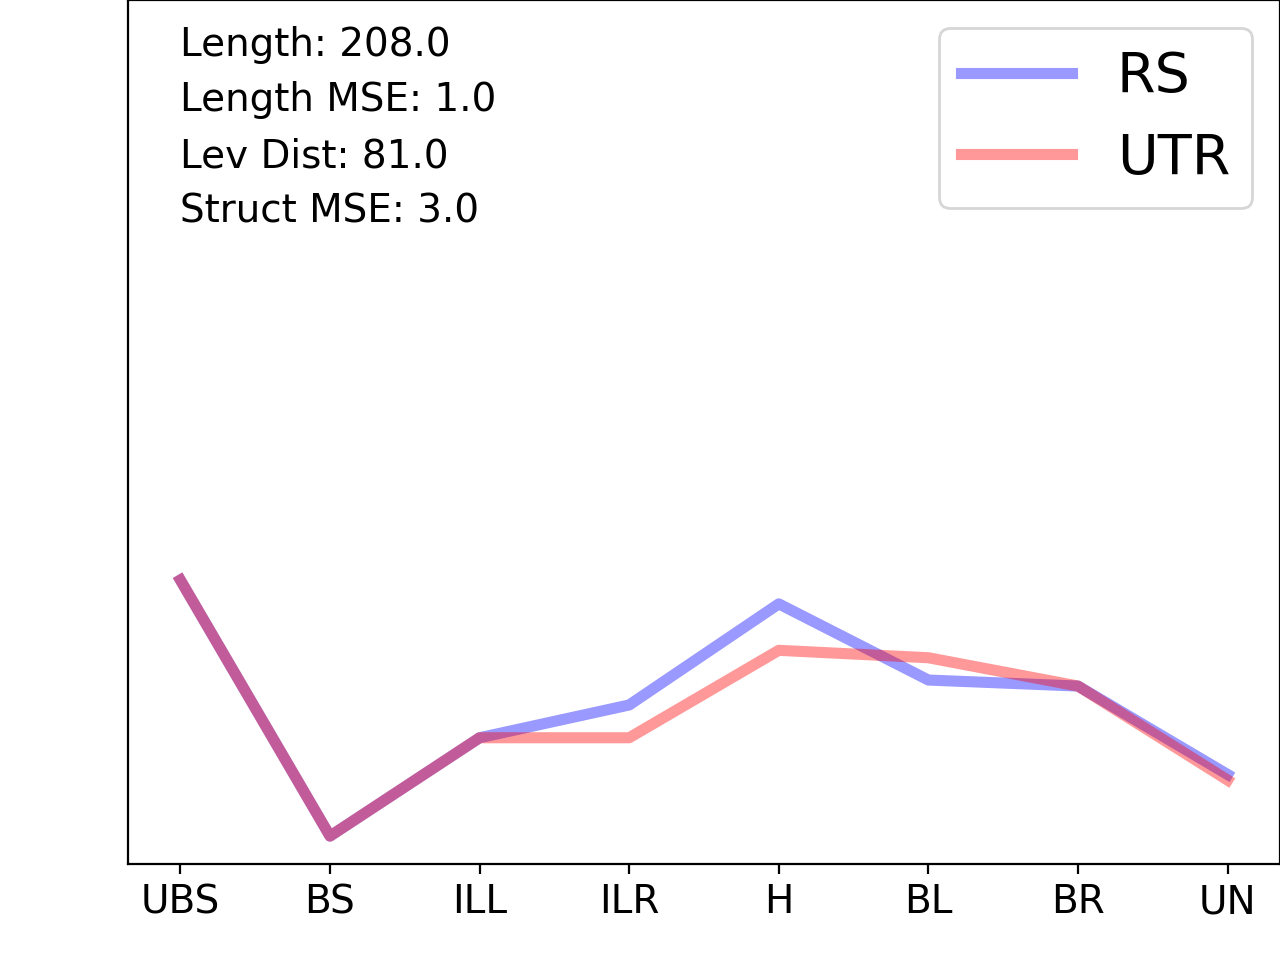 Length: 208.0
Length MSE: 1.0
Lev Dist: 81.0
Struct MSE: 3.0
RS
UTR
UBS BS ILL ILR H BL BR UN